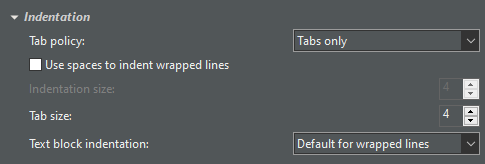 Indentation
Tab policy: Tabs only
Use spaces to indent wrapped lines
Indentation size: 4
Tab size: 4
Text block indentation: Default for wrapped lines